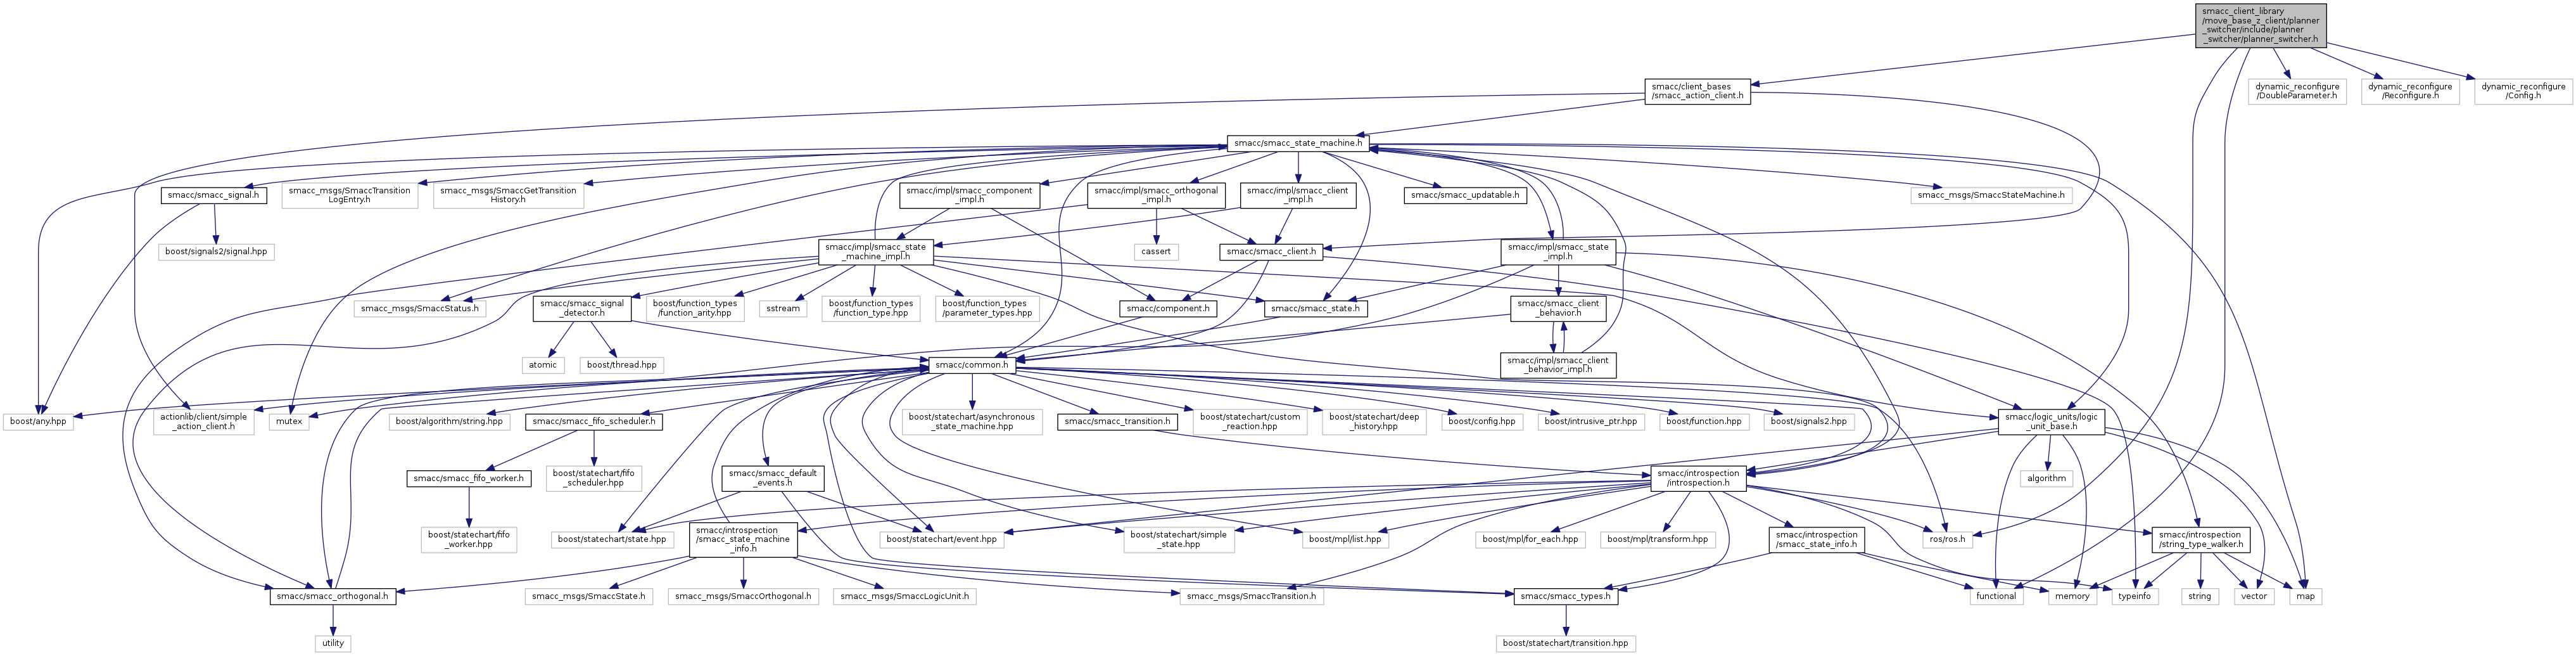 smacc_client_library
/move_base_z_client/planner
_switcher/include/planner
_switcher/planner_switcher.h
smacc/client_bases
/smacc_action_client.h
dynamic_reconfigure
/DoubleParameter.h
dynamic_reconfigure
/Reconfigure.h
dynamic_reconfigure
/Config.h
smacc/smacc_state_machine.h
smacc/smacc_signal.h
smacc_msgs/SmaccTransition
LogEntry.h
smacc_msgs/SmaccGetTransition
History.h
smacc/impl/smacc_component
_impl.h
smacc/impl/smacc_orthogonal
_impl.h
smacc/impl/smacc_client
_impl.h
smacc/smacc_updatable.h
smacc_msgs/SmaccStateMachine.h
boost/signals2/signal.hpp
smacc/impl/smacc_state
_machine_impl.h
cassert
smacc/smacc_client.h
smacc/impl/smacc_state
_impl.h
smacc_msgs/SmaccStatus.h
smacc/smacc_signal
_detector.h
boost/function_types
/function_arity.hpp
sstream
boost/function_types
/function_type.hpp
boost/function_types
/parameter_types.hpp
smacc/component.h
smacc/smacc_state.h
smacc/smacc_client
_behavior.h
atomic
boost/thread.hpp
smacc/common.h
smacc/impl/smacc_client
_behavior_impl.h
boost/any.hpp
actionlib/client/simple
_action_client.h
mutex
boost/algorithm/string.hpp
smacc/smacc_fifo_scheduler.h
boost/statechart/asynchronous
_state_machine.hpp
smacc/smacc_transition.h
boost/statechart/custom
_reaction.hpp
boost/statechart/deep
_history.hpp
boost/config.hpp
boost/intrusive_ptr.hpp
boost/function.hpp
boost/signals2.hpp
smacc/logic_units/logic
_unit_base.h
smacc/smacc_fifo_worker.h
boost/statechart/fifo
_scheduler.hpp
smacc/smacc_default
_events.h
smacc/introspection
/introspection.h
algorithm
boost/statechart/fifo
_worker.hpp
boost/statechart/state.hpp
smacc/introspection
/smacc_state_machine
_info.h
boost/statechart/event.hpp
boost/statechart/simple
_state.hpp
boost/mpl/list.hpp
boost/mpl/for_each.hpp
boost/mpl/transform.hpp
smacc/introspection
/smacc_state_info.h
ros/ros.h
smacc/introspection
/string_type_walker.h
smacc/smacc_orthogonal.h
smacc_msgs/SmaccState.h
smacc_msgs/SmaccOrthogonal.h
smacc_msgs/SmaccLogicUnit.h
smacc_msgs/SmaccTransition.h
smacc/smacc_types.h
functional
memory
typeinfo
string
vector
map
utility
boost/statechart/transition.hpp